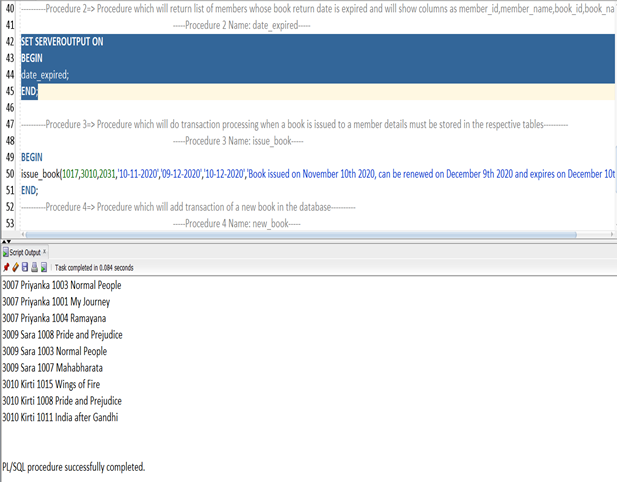 40 ----------Procedure 2=> Procedure which will return list of members whose book return date is expired and will show columns as member_id,member_name,book_id,book_na
41 -----Procedure 2 Name: date_expired-----
42 SET SERVEROUTPUT ON
43 BEGIN
44 date_expired;
45 END;
46
47 ----------Procedure 3=> Procedure which will do transaction processing when a book is issued to a member details must be stored in the respective tables----------
48 -----Procedure 3 Name: issue_book-----
49 BEGIN
50 issue_book(1017,3010,2031,'10-11-2020','09-12-2020','10-12-2020','Book issued on November 10th 2020, can be renewed on December 9th 2020 and expires on December 10t
51 END;
52 ----------Procedure 4=> Procedure which will add transaction of a new book in the database----------
53 -----Procedure 4 Name: new_book-----
Script Output
Task completed in 0.084 seconds
3007 Priyanka 1003 Normal People
3007 Priyanka 1001 My Journey
3007 Priyanka 1004 Ramayana
3009 Sara 1008 Pride and Prejudice
3009 Sara 1003 Normal People
3009 Sara 1007 Mahabharata
3010 Kirti 1015 Wings of Fire
3010 Kirti 1008 Pride and Prejudice
3010 Kirti 1011 India after Gandhi
PL/SQL procedure successfully completed.